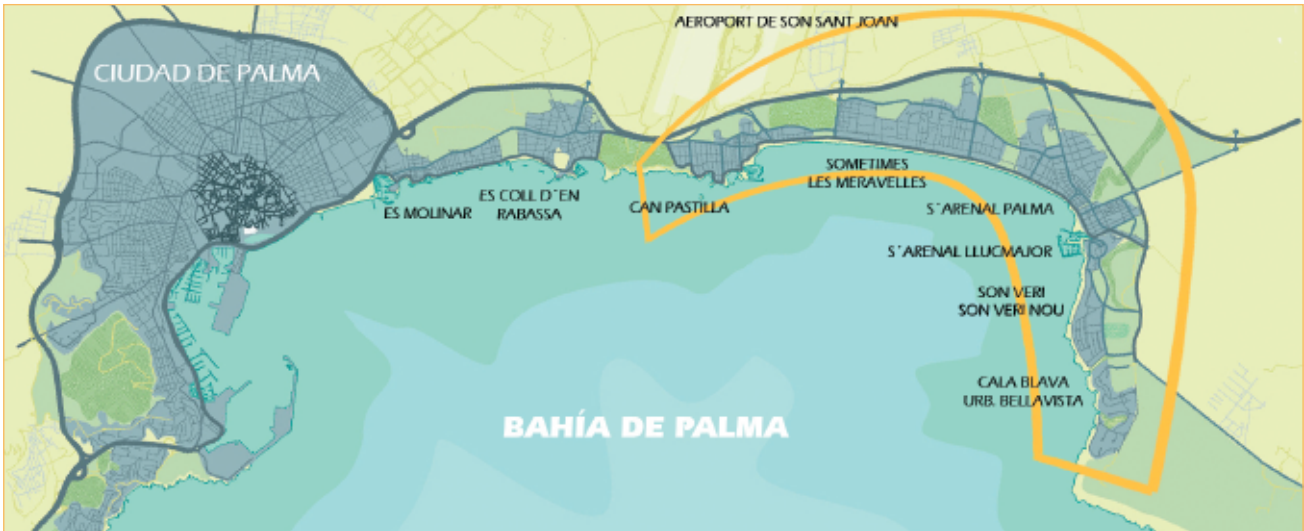 AEROPORT DE SON SANT JOAN
CIUDAD DE PALMA
SOMETIMES
LES MERAVELLES
ES COLL D´EN
RABASSA
ES MOLINAR
CAN PASTILLA
S´ARENAL PALMA
S´ARENAL LLUCMAJOR
SON VERI
SON VERI NOU
CALA BLAVA
URB. BELLAVISTA
BAHÍA DE PALMA